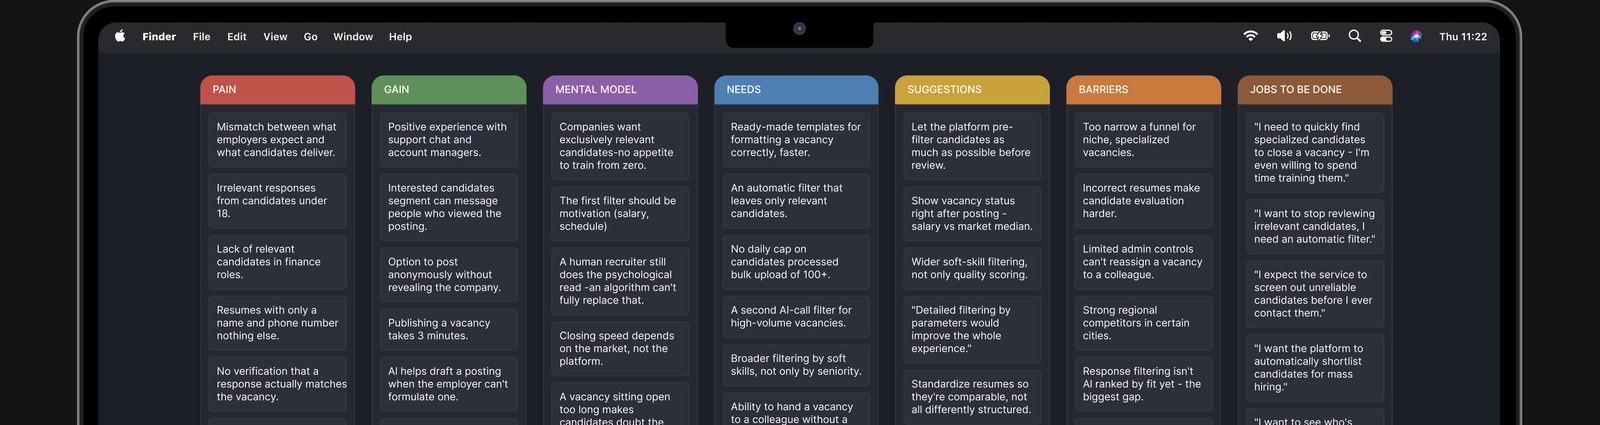 Finder File Edit View Go Window Help
Thu 11:22
PAIN
Mismatch between what
employers expect and
what candidates deliver.
Irrelevant responses
from candidates under
18.
Lack of relevant
candidates in finance
roles.
Resumes with only a
name and phone number
nothing else.
No verification that a
response actually matches
the vacancy.
GAIN
Positive experience with
support chat and
account managers.
Interested candidates
segment can message
people who viewed the
posting.
Option to post
anonymously without
revealing the company.
Publishing a vacancy
takes 3 minutes.
AI helps draft a posting
when the employer can't
formulate one.
MENTAL MODEL
Companies want
exclusively relevant
candidates-no appetite
to train from zero.
The first filter should be
motivation (salary,
schedule)
A human recruiter still
does the psychological
read -an algorithm can't
fully replace that.
Closing speed depends
on the market, not the
platform.
A vacancy sitting open
too long makes
candidates doubt the
NEEDS
Ready-made templates for
formatting a vacancy
correctly, faster.
An automatic filter that
leaves only relevant
candidates.
No daily cap on
candidates processed
bulk upload of 100+.
A second AI-call filter for
high-volume vacancies.
Broader filtering by soft
skills, not only by seniority.
Ability to hand a vacancy
to a colleague without a
SUGGESTIONS
Let the platform pre-
filter candidates as
much as possible before
review.
Show vacancy status
right after posting -
salary vs market median.
Wider soft-skill filtering,
not only quality scoring.
"Detailed filtering by
parameters would
improve the whole
experience."
Standardize resumes so
they're comparable, not
all differently structured.
BARRIERS
Too narrow a funnel for
niche, specialized
vacancies.
Incorrect resumes make
candidate evaluation
harder.
Limited admin controls
can't reassign a vacancy
to a colleague.
Strong regional
competitors in certain
cities.
Response filtering isn't
AI ranked by fit yet - the
biggest gap.
JOBS TO BE DONE
"I need to quickly find
specialized candidates
to close a vacancy - I'm
even willing to spend
time training them."
"I want to stop revlewing
irrelevant candidates, I
need an automatic filter."
"I expect the service to
screen out unreliable
candidates before I ever
contact them."
"I want the platform to
automatically shortlist
candidates for mass
hiring."
"I want to see who's